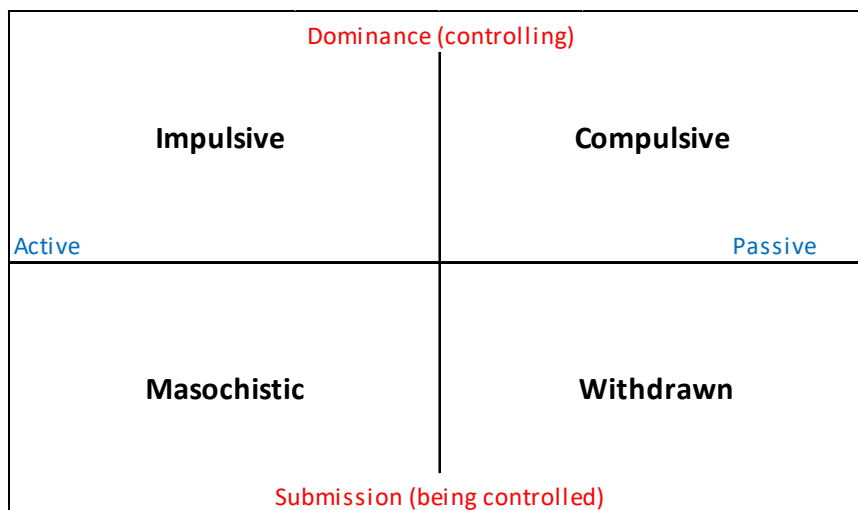 Dominance (controlling)
Impulsive Compulsive
Active Passive
Masochistic Withdrawn
Submission (being controlled)